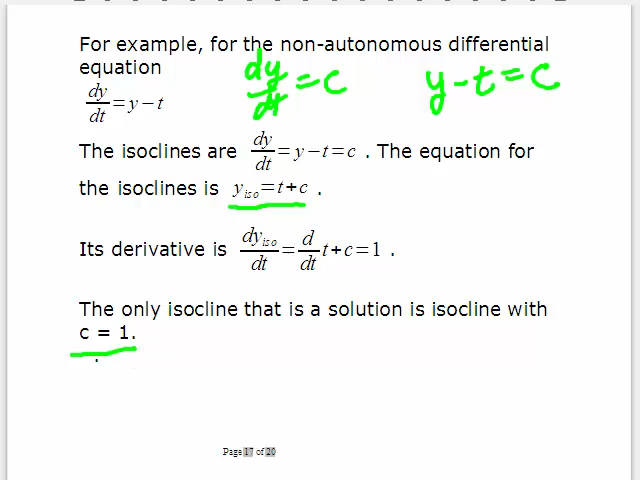 For example, for the non-autonomous differential
equation
dy/dt = c    y - t = c
dy/dt = y − t
The isoclines are dy/dt = y − t = c . The equation for
the isoclines is y_iso = t + c .
Its derivative is dy_iso/dt = d/dt t + c = 1 .
The only isocline that is a solution is isocline with
c = 1.
Page 17 of 20